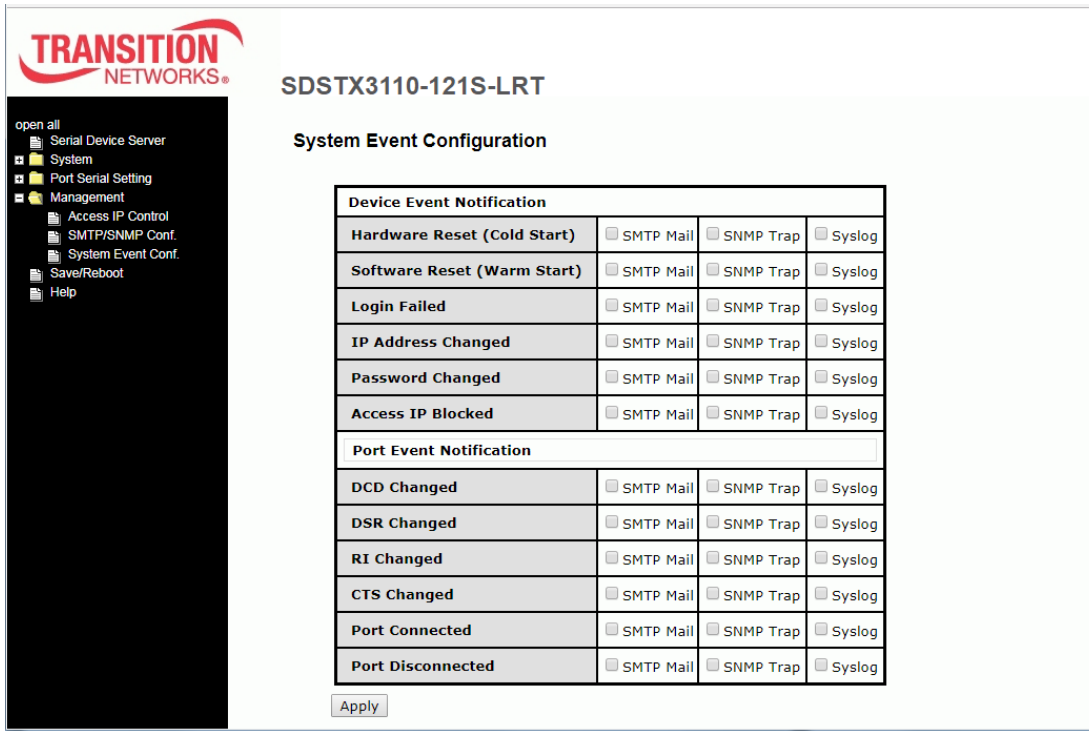 TRANSITION
NETWORKS®
SDSTX3110-121S-LRT
open all
Serial Device Server
System
Port Serial Setting
Management
Access IP Control
SMTP/SNMP Conf.
System Event Conf.
Save/Reboot
Help
System Event Configuration
Device Event Notification
Hardware Reset (Cold Start) SMTP Mail SNMP Trap Syslog
Software Reset (Warm Start) SMTP Mail SNMP Trap Syslog
Login Failed SMTP Mail SNMP Trap Syslog
IP Address Changed SMTP Mail SNMP Trap Syslog
Password Changed SMTP Mail SNMP Trap Syslog
Access IP Blocked SMTP Mail SNMP Trap Syslog
Port Event Notification
DCD Changed SMTP Mail SNMP Trap Syslog
DSR Changed SMTP Mail SNMP Trap Syslog
RI Changed SMTP Mail SNMP Trap Syslog
CTS Changed SMTP Mail SNMP Trap Syslog
Port Connected SMTP Mail SNMP Trap Syslog
Port Disconnected SMTP Mail SNMP Trap Syslog
Apply